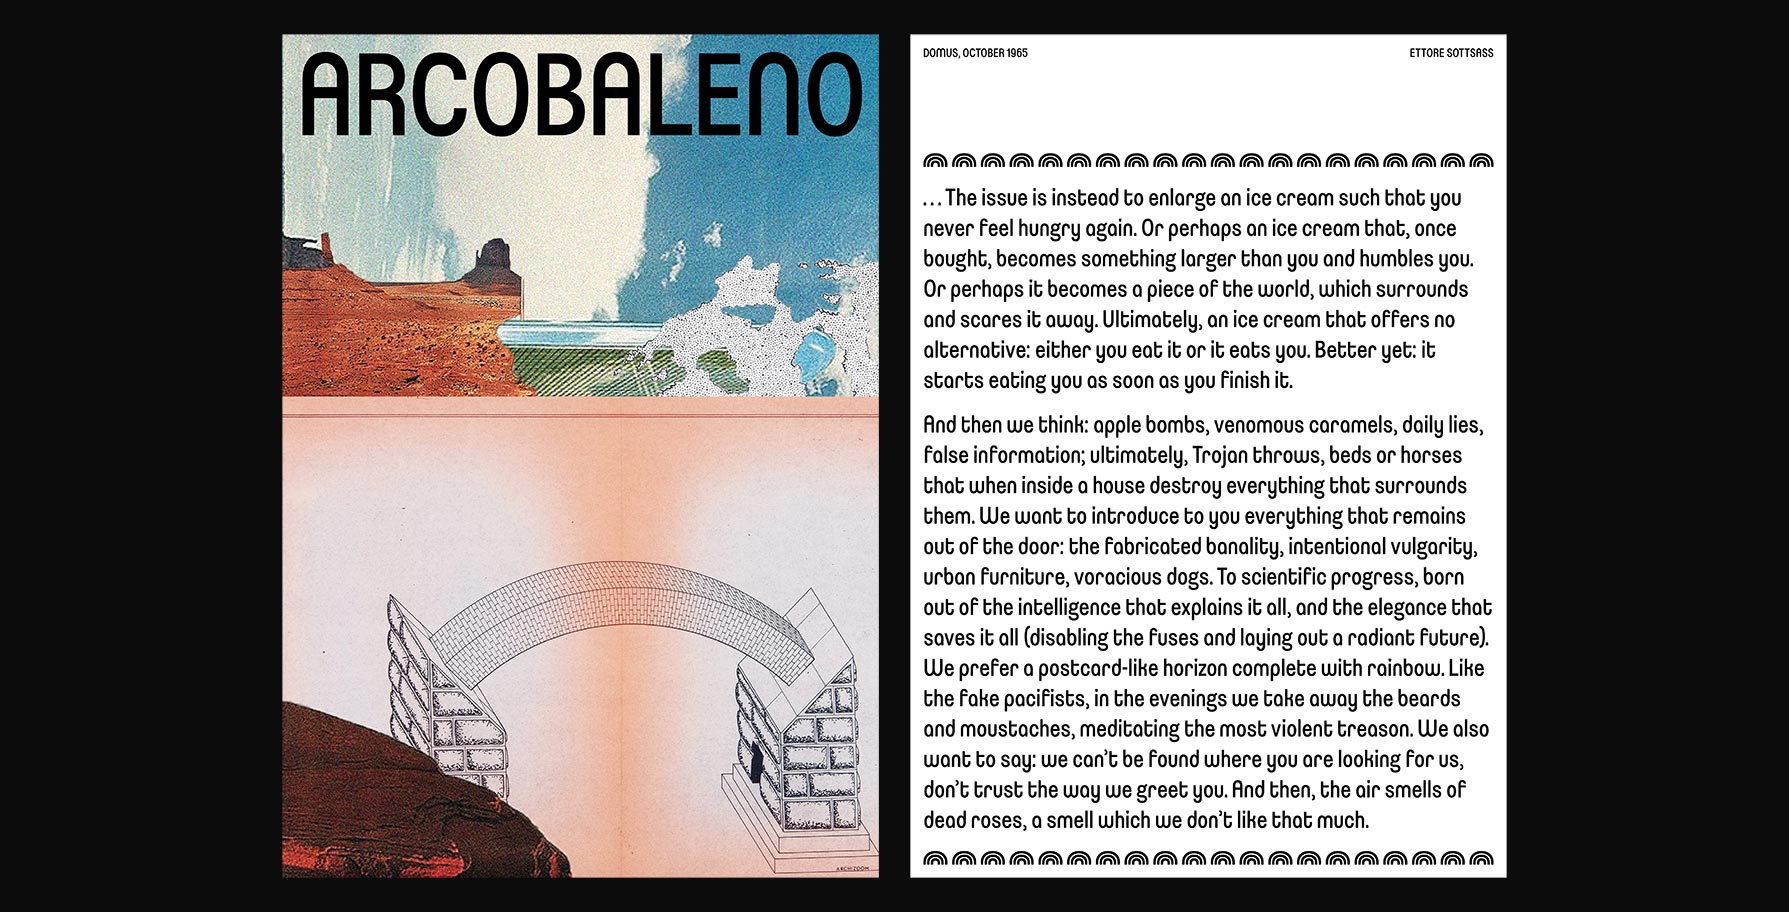 ARCOBALENO
ARCHIZOOM
DOMUS, OCTOBER 1965
ETTORE SOTTSASS
…The issue is instead to enlarge an ice cream such that you
never feel hungry again. Or perhaps an ice cream that, once
bought, becomes something larger than you and humbles you.
Or perhaps it becomes a piece of the world, which surrounds
and scares it away. Ultimately, an ice cream that offers no
alternative: either you eat it or it eats you. Better yet: it
starts eating you as soon as you finish it.
And then we think: apple bombs, venomous caramels, daily lies,
false information; ultimately, Trojan throws, beds or horses
that when inside a house destroy everything that surrounds
them. We want to introduce to you everything that remains
out of the door: the fabricated banality, intentional vulgarity,
urban furniture, voracious dogs. To scientific progress, born
out of the intelligence that explains it all, and the elegance that
saves it all (disabling the fuses and laying out a radiant future).
We prefer a postcard-like horizon complete with rainbow. Like
the fake pacifists, in the evenings we take away the beards
and moustaches, meditating the most violent treason. We also
want to say: we can’t be found where you are looking for us,
don’t trust the way we greet you. And then, the air smells of
dead roses, a smell which we don’t like that much.